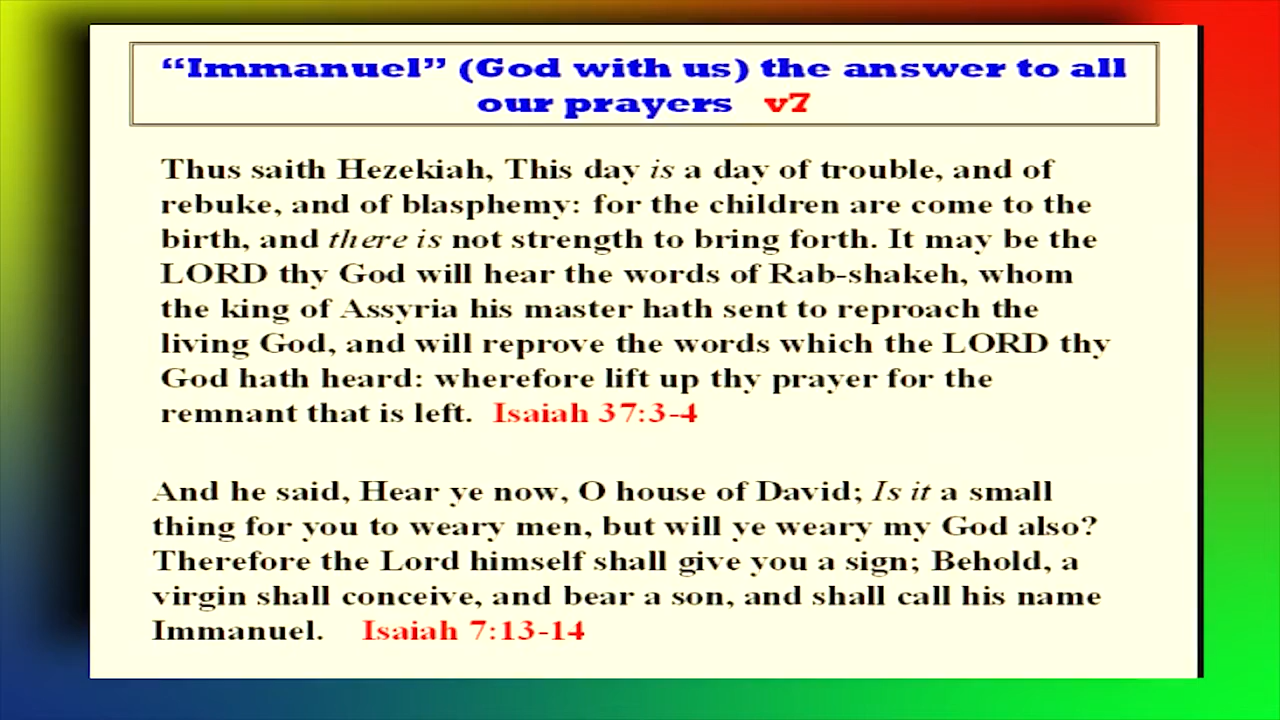 “Immanuel” (God with us) the answer to all
our prayers v7
Thus saith Hezekiah, This day is a day of trouble, and of
rebuke, and of blasphemy: for the children are come to the
birth, and there is not strength to bring forth. It may be the
LORD thy God will hear the words of Rab-shakeh, whom
the king of Assyria his master hath sent to reproach the
living God, and will reprove the words which the LORD thy
God hath heard: wherefore lift up thy prayer for the
remnant that is left. Isaiah 37:3-4
And he said, Hear ye now, O house of David; Is it a small
thing for you to weary men, but will ye weary my God also?
Therefore the Lord himself shall give you a sign; Behold, a
virgin shall conceive, and bear a son, and shall call his name
Immanuel. Isaiah 7:13-14